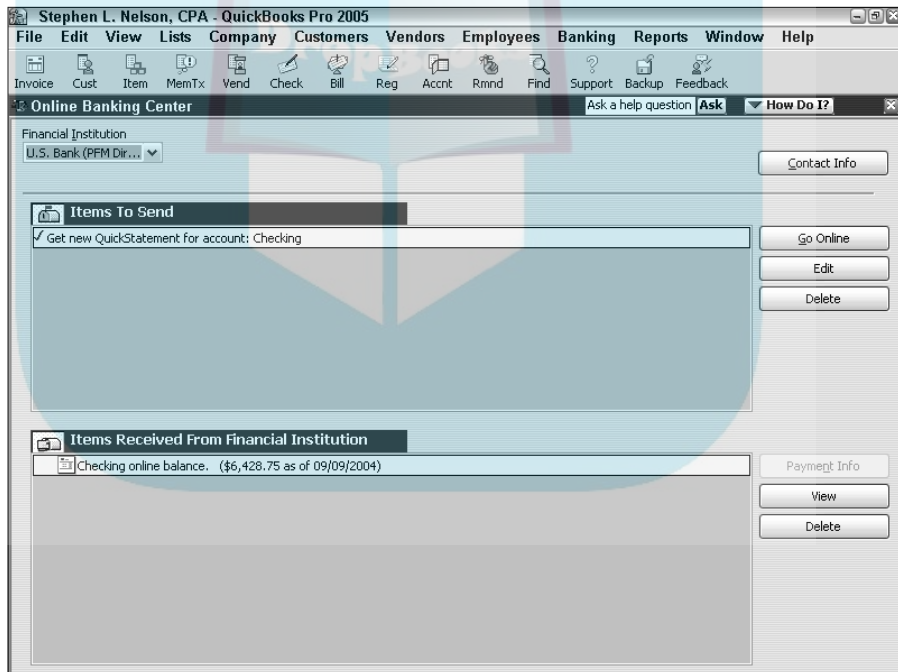 Stephen L. Nelson, CPA - QuickBooks Pro 2005
File Edit View Lists Company Customers Vendors Employees Banking Reports Window Help
Invoice Cust Item MemTx Vend Check Bill Reg Accnt Rmnd Find Support Backup Feedback
Online Banking Center Ask a help question Ask How Do I?
Financial Institution
U.S. Bank (PFM Dir...
Contact Info
Items To Send
Get new QuickStatement for account: Checking
Go Online
Edit
Delete
Items Received From Financial Institution
Checking online balance. ($6,428.75 as of 09/09/2004)
Payment Info
View
Delete